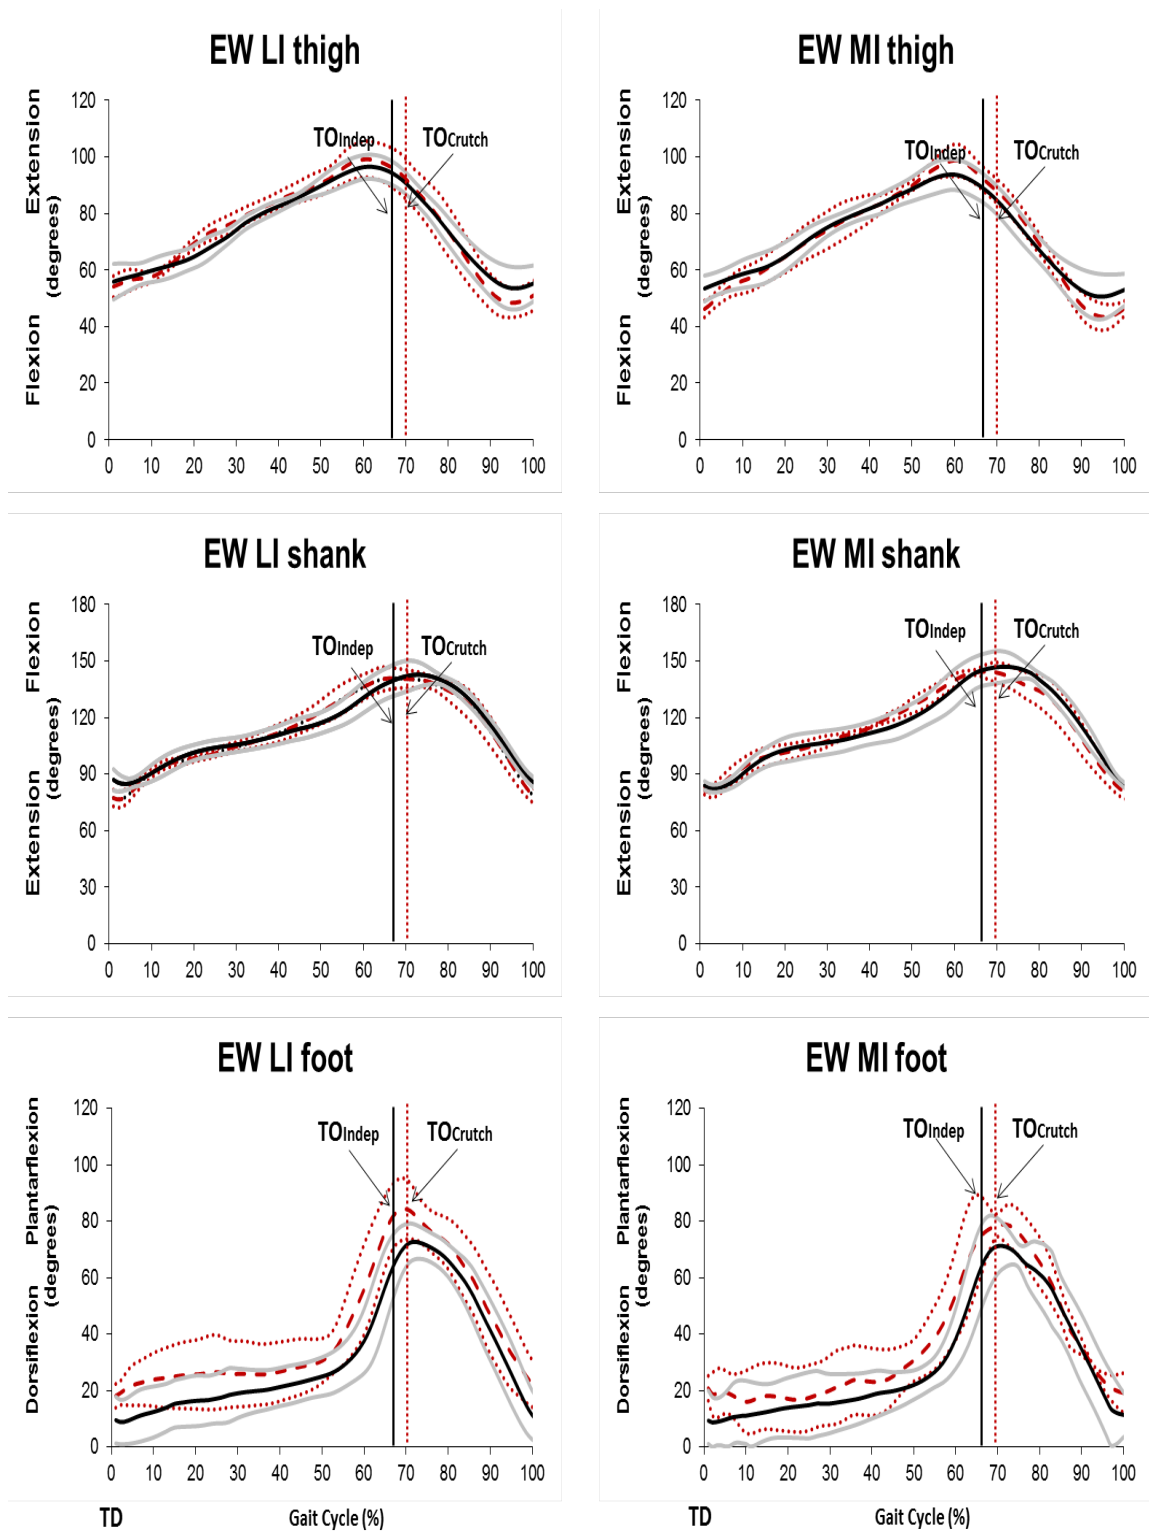 EW LI thigh
Flexion Extension
(degrees)
120
100
80
60
40
20
0
TOIndep
TOCrutch
0 10 20 30 40 50 60 70 80 90 100
EW MI thigh
Flexion Extension
(degrees)
120
100
80
60
40
20
0
TOIndep
TOCrutch
0 10 20 30 40 50 60 70 80 90 100
EW LI shank
Extension Flexion
(degrees)
180
150
120
90
60
30
0
TOIndep
TOCrutch
0 10 20 30 40 50 60 70 80 90 100
EW MI shank
Extension Flexion
(degrees)
180
150
120
90
60
30
0
TOIndep
TOCrutch
0 10 20 30 40 50 60 70 80 90 100
EW LI foot
Dorsiflexion Plantarflexion
(degrees)
120
100
80
60
40
20
0
TOIndep
TOCrutch
0 10 20 30 40 50 60 70 80 90 100
TD Gait Cycle (%)
EW MI foot
Dorsiflexion Plantarflexion
(degrees)
120
100
80
60
40
20
0
TOIndep
TOCrutch
0 10 20 30 40 50 60 70 80 90 100
TD Gait Cycle (%)